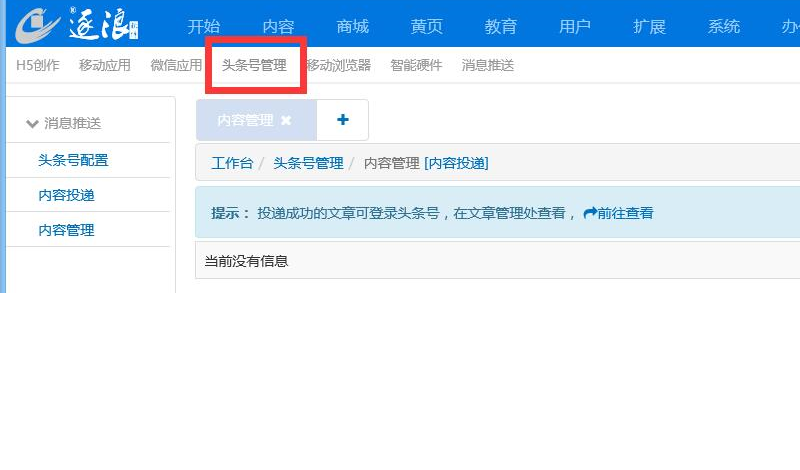 逐浪®
开始 内容 商城 黄页 教育 用户 扩展 系统 办
H5创作 移动应用 微信应用 头条号管理 移动浏览器 智能硬件 消息推送
消息推送
头条号配置
内容投递
内容管理
内容管理 ✖ +
工作台 / 头条号管理 / 内容管理 [内容投递]
提示： 投递成功的文章可登录头条号，在文章管理处查看， 前往查看
当前没有信息